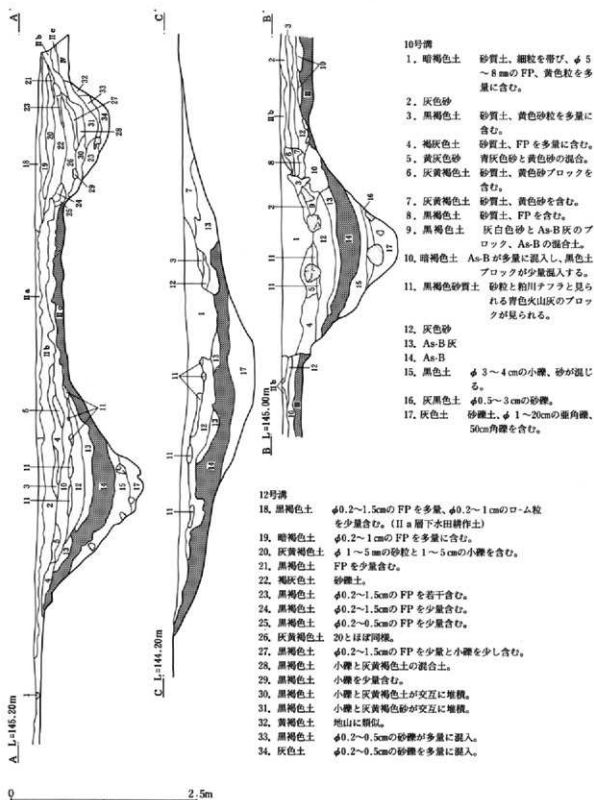 10号溝
1. 暗褐色土 砂質土、細粒を帯び、φ5
～8㎜のFP、黄色粒を多
量に含む。
2. 灰色砂
3. 黒褐色土 砂質土、黄色砂粒を多量に
含む。
4. 褐灰色土 砂質土、FPを多量に含む。
5. 黄灰色砂 青灰色砂と黄色砂の混合。
6. 灰黄褐色土 砂質土、黄色砂ブロックを
含む。
7. 灰黄褐色土 砂質土、黄色砂を含む。
8. 黒褐色土 砂質土、FPを含む。
9. 黒褐色土 灰白色砂とAs-B灰のブ
ロック、As-Bの混合土。
10. 暗褐色土 As-Bが多量に混入し、黒色土
ブロックが少量混入する。
11. 黒褐色砂質土 砂粒と粕川テフラと見ら
れる青色火山灰のブロッ
クが見られる。
12. 灰色砂
13. As-B灰
14. As-B
15. 黒色土 φ3～4㎝の小礫、砂が混じ
る。
16. 灰黒色土 φ0.5～3㎝の砂礫。
17. 灰色土 砂礫土、φ1～20㎝の亜角礫、
50㎝角礫を含む。
12号溝
18. 黒褐色土 φ0.2～1.5㎝のFPを多量、φ0.2～1㎝のローム粒
を少量含む。(Ⅱa層下水田耕作土)
19. 暗褐色土 φ0.2～1㎝のFPを多量に含む。
20. 灰黄褐色土 φ1～5㎜の砂粒と1～5㎝の小礫を含む。
21. 黒褐色土 FPを少量含む。
22. 褐灰色土 砂礫土。
23. 黒褐色土 φ0.2～1.5㎝のFPを若干含む。
24. 黒褐色土 φ0.2～1.5㎝のFPを少量含む。
25. 黒褐色土 φ0.2～0.5㎝のFPを少量含む。
26. 灰黄褐色土 20とほぼ同様。
27. 黒褐色土 φ0.2～1.5㎝のFPを少量と小礫を少し含む。
28. 黒褐色土 小礫と灰黄褐色土の混合土。
29. 黒褐色土 小礫を少量含む。
30. 黒褐色土 小礫と灰黄褐色土が交互に堆積。
31. 黒褐色土 小礫と灰黄褐色砂が交互に堆積。
32. 黄褐色土 地山に類似。
33. 黒褐色土 φ0.2～0.5㎝の砂礫が多量に混入。
34. 灰色土 φ0.2～0.5㎝の砂礫を多量に混入。
A L=145.20m
A'
B L=145.00m
B'
C L=144.20m
C'
0 2.5m